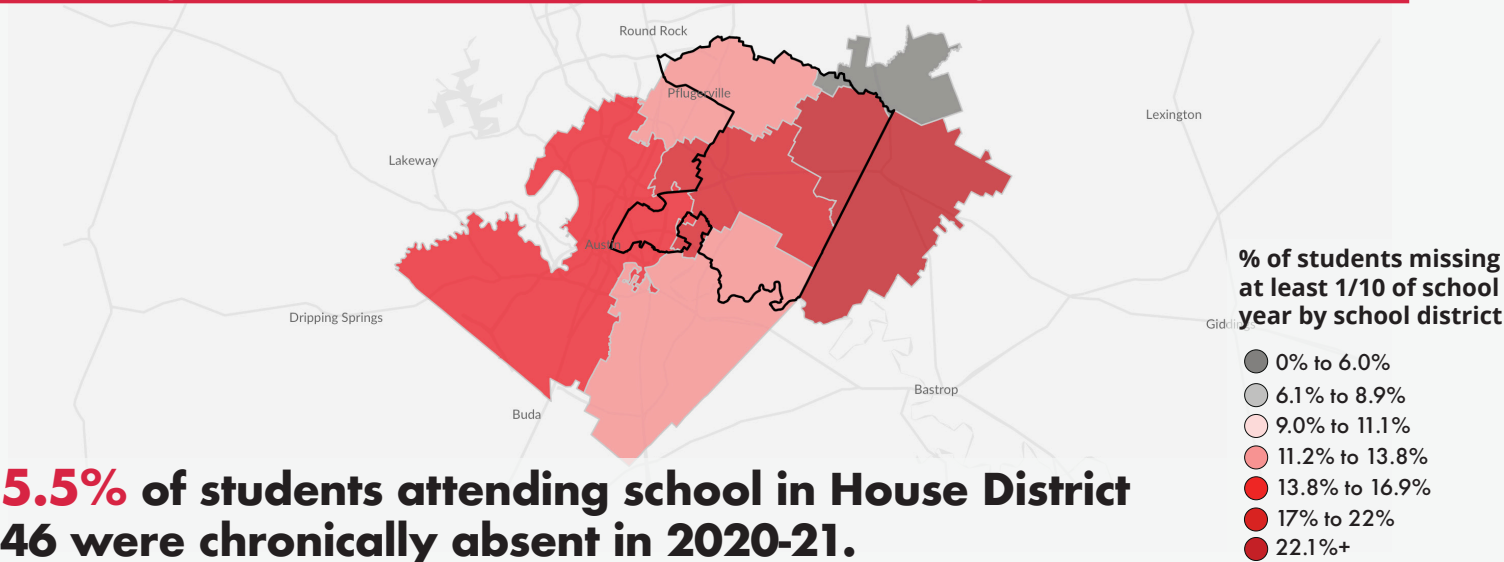 Round Rock
Pflugerville
Lexington
Lakeway
Austin
Dripping Springs
Buda
Bastrop
Giddings
% of students missing
at least 1/10 of school
year by school district
0% to 6.0%
6.1% to 8.9%
9.0% to 11.1%
11.2% to 13.8%
13.8% to 16.9%
17% to 22%
22.1%+
5.5% of students attending school in House District
46 were chronically absent in 2020-21.